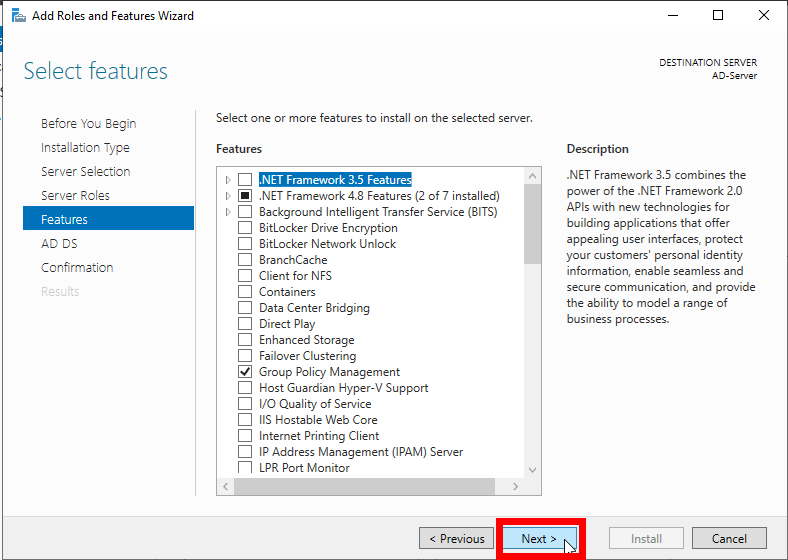 Add Roles and Features Wizard
Select features
DESTINATION SERVER
AD-Server
Before You Begin
Installation Type
Server Selection
Server Roles
Features
AD DS
Confirmation
Results
Select one or more features to install on the selected server.
Features
.NET Framework 3.5 Features
.NET Framework 4.8 Features (2 of 7 installed)
Background Intelligent Transfer Service (BITS)
BitLocker Drive Encryption
BitLocker Network Unlock
BranchCache
Client for NFS
Containers
Data Center Bridging
Direct Play
Enhanced Storage
Failover Clustering
Group Policy Management
Host Guardian Hyper-V Support
I/O Quality of Service
IIS Hostable Web Core
Internet Printing Client
IP Address Management (IPAM) Server
LPR Port Monitor
Description
.NET Framework 3.5 combines the
power of the .NET Framework 2.0
APIs with new technologies for
building applications that offer
appealing user interfaces, protect
your customers' personal identity
information, enable seamless and
secure communication, and provide
the ability to model a range of
business processes.
< Previous
Next >
Install
Cancel